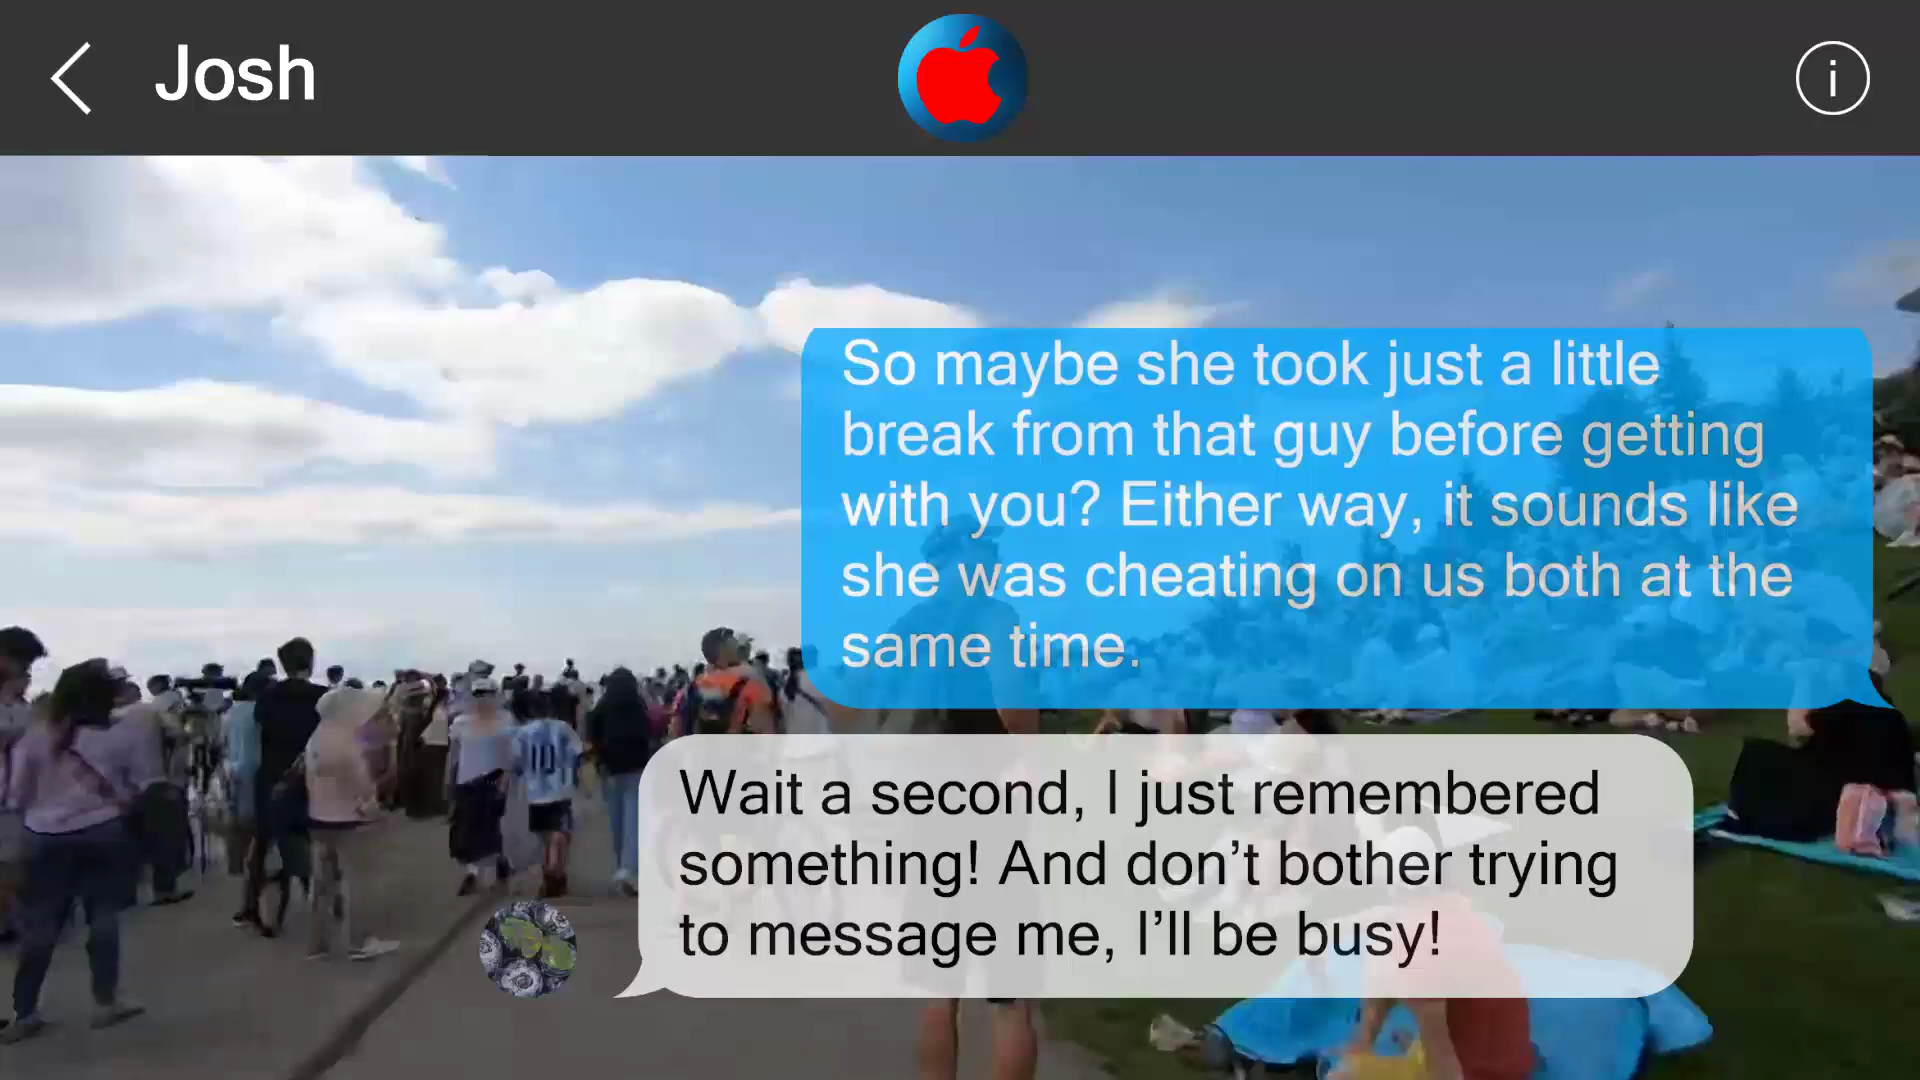 Josh
i
So maybe she took just a little
break from that guy before getting
with you? Either way, it sounds like
she was cheating on us both at the
same time.
10
Wait a second, I just remembered
something! And don’t bother trying
to message me, I’ll be busy!